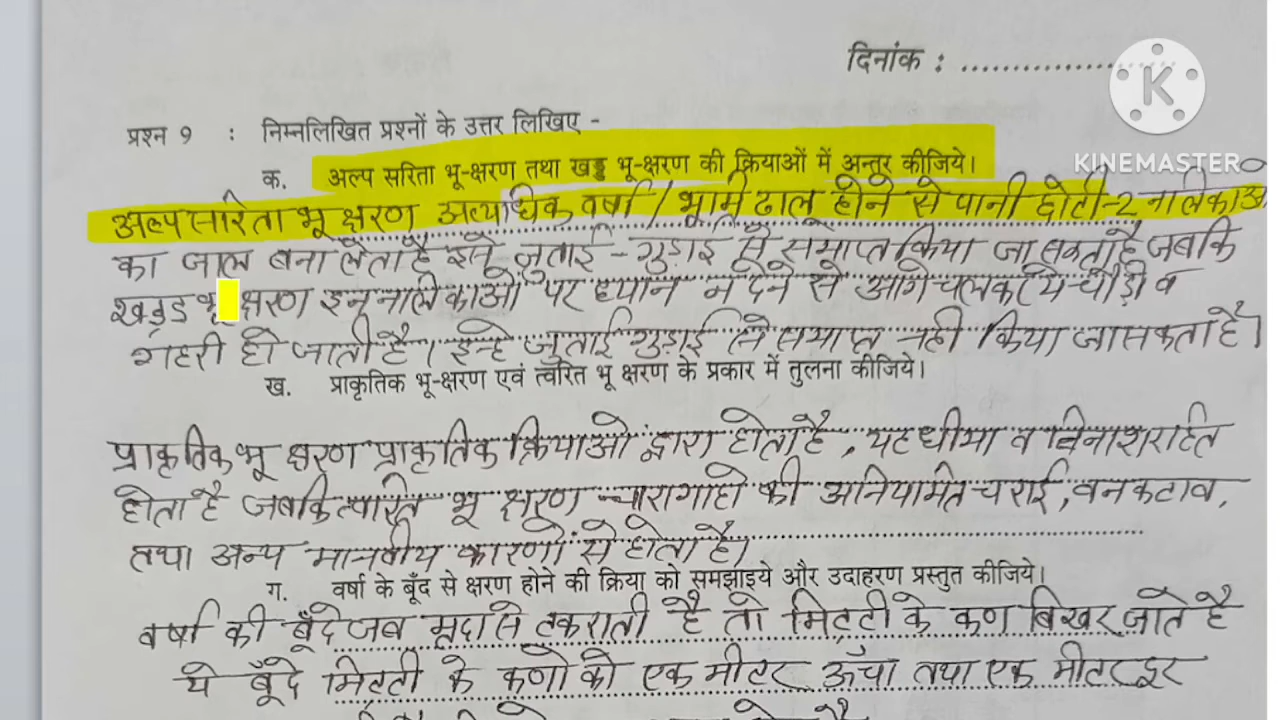 दिनांक : ........................
KINEMASTER
प्रश्न ९ : निम्नलिखित प्रश्नों के उत्तर लिखिए -
क. अल्प सरिता भू-क्षरण तथा खड्ड भू-क्षरण की क्रियाओं में अन्तर कीजिये।
अल्पसरिता भू क्षरण अत्याधिक वर्षा / भूमि ढालू होने से पानी छोटी-2 नालिकाओ
का जाल बना लेता है इन्हे जुताई-गुड़ाई से समाप्त किया जा सकता है जबकि
खड्ड भू क्षरण इन नालिकाओ पर ध्यान न देने से आगे चलकर ये चौड़ी व
गहरी हो जाती है। इन्हे जुताई गुड़ाई से समाप्त नही किया जा सकता है।
ख. प्राकृतिक भू-क्षरण एवं त्वरित भू क्षरण के प्रकार में तुलना कीजिये।
प्राकृतिक भू क्षरण प्राकृतिक क्रियाओ द्वारा होता है, यह धीमा व विनाशरहित
होता है जबकि त्वरित भू क्षरण चारागाहो की अनियमित चराई, वन कटाव,
तथा अन्य मानवीय कारणों से होता है।
ग. वर्षा के बूँद से क्षरण होने की क्रिया को समझाइये और उदाहरण प्रस्तुत कीजिये।
वर्षा की बूँदे जब मृदा से टकराती है तो मिट्टी के कण बिखर जाते है
ये बूँदे मिट्टी के कणो को एक मीटर ऊँचा तथा एक मीटर दूर